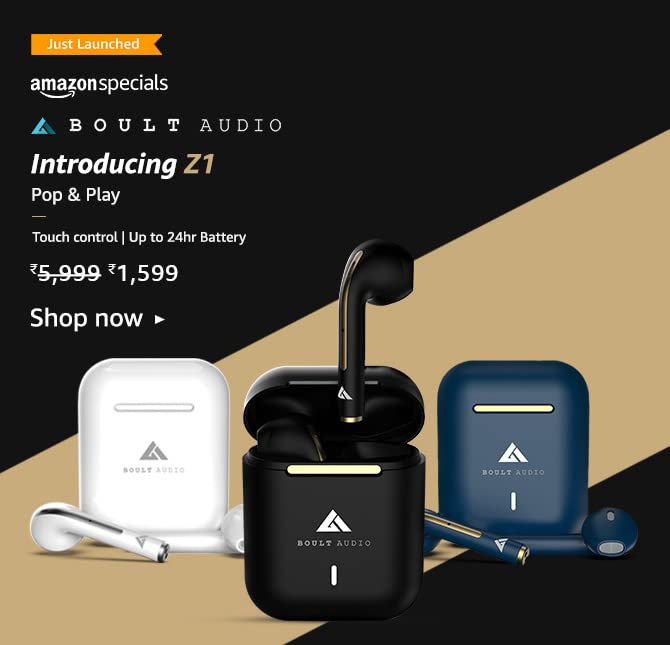 Just Launched
amazonspecials
BOULT AUDIO
Introducing Z1
Pop & Play
Touch control | Up to 24hr Battery
₹5,999 ₹1,599
Shop now ►
BOULT AUDIO
BOULT AUDIO
BOULT AUDIO